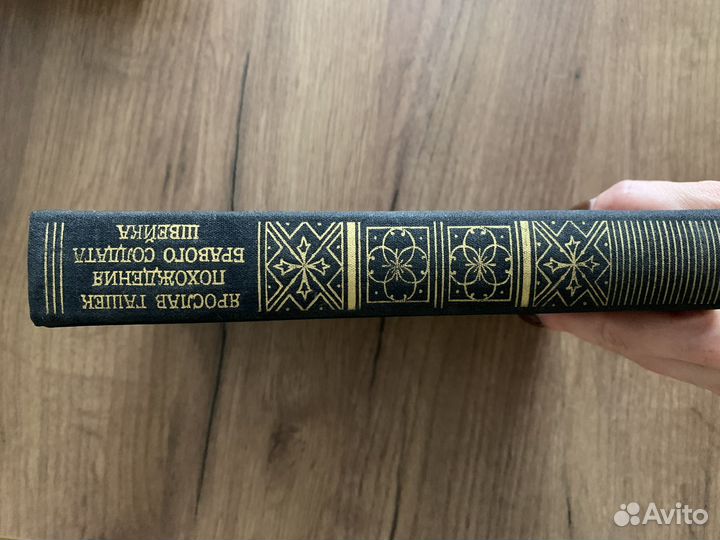 ЯРОСЛАВ ГАШЕК
ПОХОЖДЕНИЯ
БРАВОГО СОЛДАТА
ШВЕЙКА
Avito